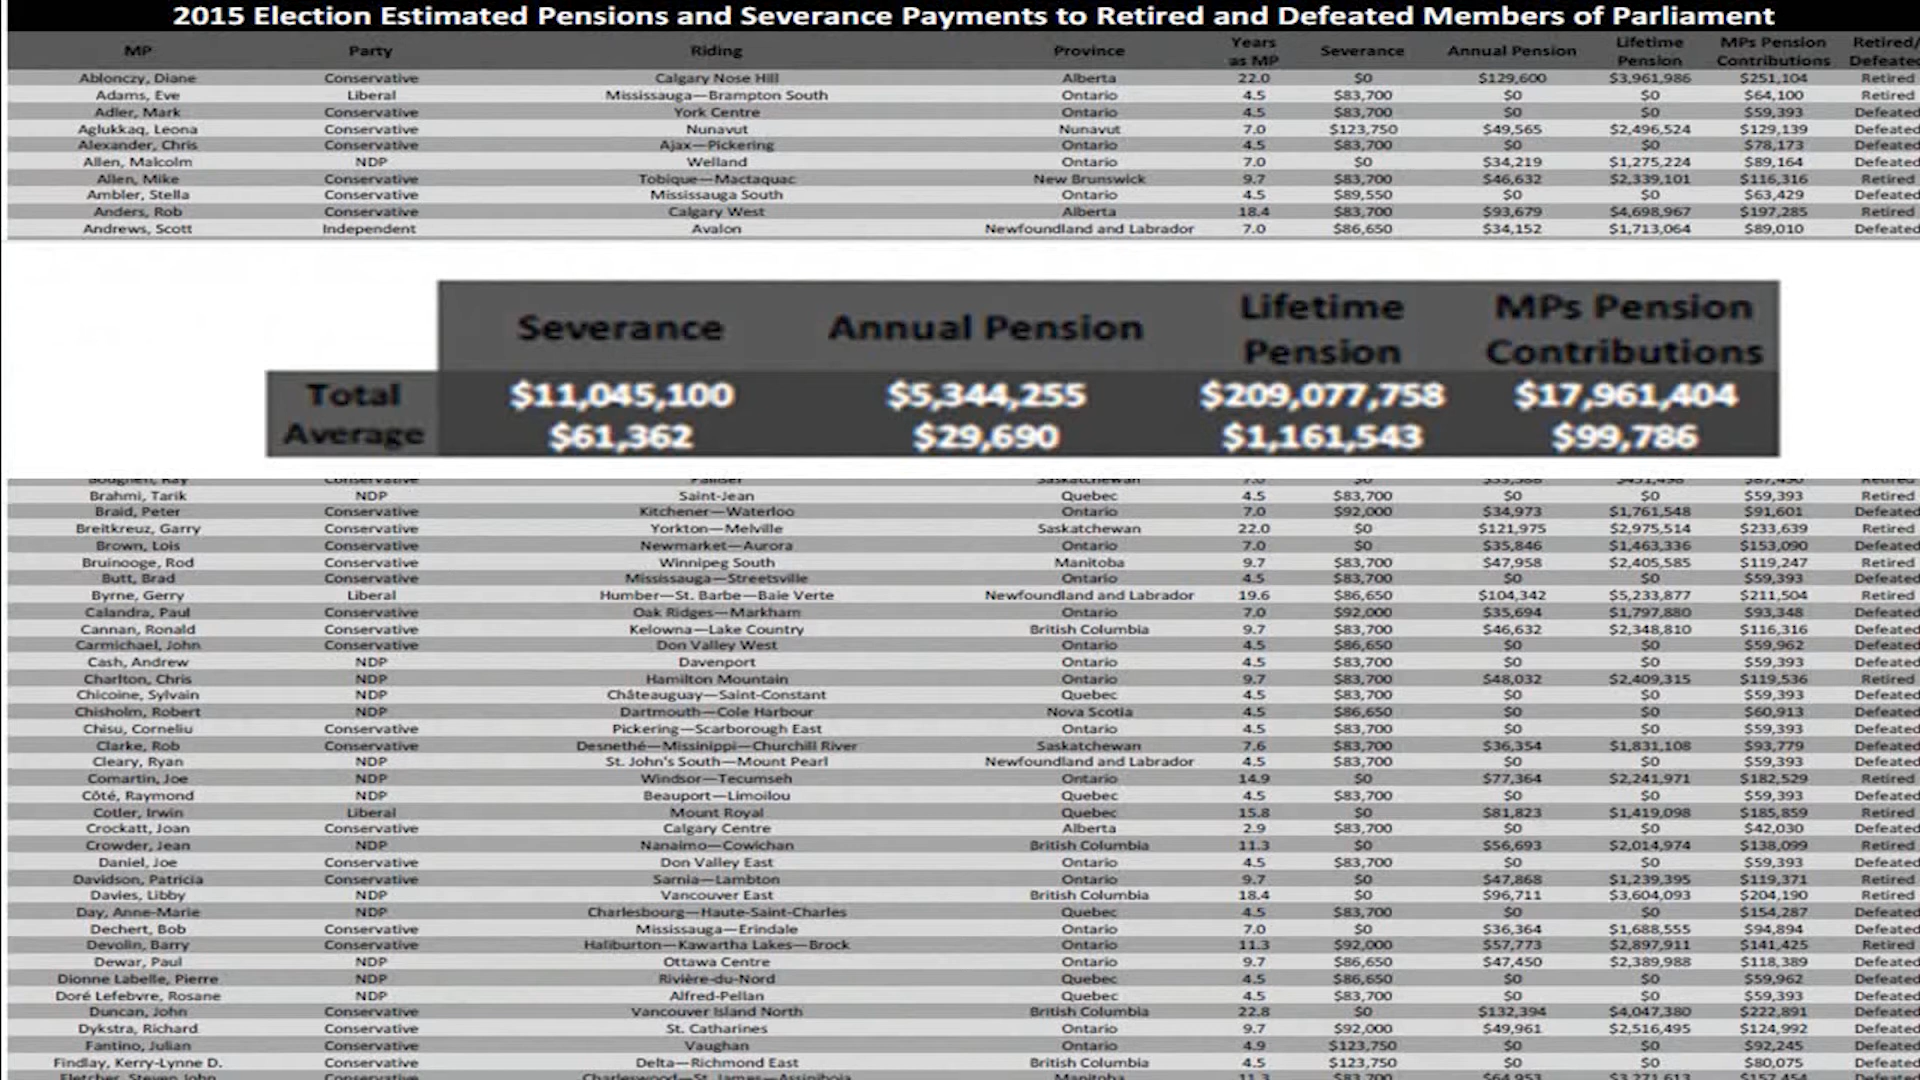 2015 Election Estimated Pensions and Severance Payments to Retired and Defeated Members of Parliament
MP Party Riding Province Years as MP Severance Annual Pension Lifetime Pension MPs Pension Contributions Retired/ Defeated
Ablonczy, Diane Conservative Calgary Nose Hill Alberta 22.0 $0 $129,600 $3,961,986 $251,104 Retired
Adams, Eve Liberal Mississauga—Brampton South Ontario 4.5 $83,700 $0 $0 $64,100 Retired
Adler, Mark Conservative York Centre Ontario 4.5 $83,700 $0 $0 $59,393 Defeated
Aglukkaq, Leona Conservative Nunavut Nunavut 7.0 $123,750 $49,565 $2,496,524 $129,139 Defeated
Alexander, Chris Conservative Ajax—Pickering Ontario 4.5 $83,700 $0 $0 $78,173 Defeated
Allen, Malcolm NDP Welland Ontario 7.0 $0 $34,219 $1,275,224 $89,164 Defeated
Allen, Mike Conservative Tobique—Mactaquac New Brunswick 9.7 $83,700 $46,632 $2,339,101 $116,316 Retired
Ambler, Stella Conservative Mississauga South Ontario 4.5 $89,550 $0 $0 $63,429 Defeated
Anders, Rob Conservative Calgary West Alberta 18.4 $83,700 $93,679 $4,698,967 $197,285 Retired
Andrews, Scott Independent Avalon Newfoundland and Labrador 7.0 $86,650 $34,152 $1,713,064 $89,010 Defeated
Severance Annual Pension Lifetime Pension MPs Pension Contributions
Total $11,045,100 $5,344,255 $209,077,758 $17,961,404
Average $61,362 $29,690 $1,161,543 $99,786
Brahmi, Tarik NDP Saint-Jean Quebec 4.5 $83,700 $0 $0 $59,393 Retired
Braid, Peter Conservative Kitchener—Waterloo Ontario 7.0 $92,000 $34,973 $1,761,548 $91,601 Defeated
Breitkreuz, Garry Conservative Yorkton—Melville Saskatchewan 22.0 $0 $121,975 $2,975,514 $233,639 Retired
Brown, Lois Conservative Newmarket—Aurora Ontario 7.0 $0 $35,846 $1,463,336 $153,090 Defeated
Bruinooge, Rod Conservative Winnipeg South Manitoba 9.7 $83,700 $47,958 $2,405,585 $119,247 Retired
Butt, Brad Conservative Mississauga—Streetsville Ontario 4.5 $83,700 $0 $0 $59,393 Defeated
Byrne, Gerry Liberal Humber—St. Barbe—Baie Verte Newfoundland and Labrador 19.6 $86,650 $104,342 $5,233,877 $211,504 Retired
Calandra, Paul Conservative Oak Ridges—Markham Ontario 7.0 $92,000 $35,694 $1,797,880 $93,348 Defeated
Cannan, Ronald Conservative Kelowna—Lake Country British Columbia 9.7 $83,700 $46,632 $2,348,810 $116,316 Defeated
Carmichael, John Conservative Don Valley West Ontario 4.5 $86,650 $0 $0 $59,962 Defeated
Cash, Andrew NDP Davenport Ontario 4.5 $83,700 $0 $0 $59,393 Defeated
Charlton, Chris NDP Hamilton Mountain Ontario 9.7 $83,700 $48,032 $2,409,315 $119,536 Retired
Chicoine, Sylvain NDP Châteauguay—Saint-Constant Quebec 4.5 $83,700 $0 $0 $59,393 Defeated
Chisholm, Robert NDP Dartmouth—Cole Harbour Nova Scotia 4.5 $86,650 $0 $0 $60,913 Defeated
Chisu, Corneliu Conservative Pickering—Scarborough East Ontario 4.5 $83,700 $0 $0 $59,393 Defeated
Clarke, Rob Conservative Desnethé—Missinippi—Churchill River Saskatchewan 7.6 $83,700 $36,354 $1,831,108 $93,779 Defeated
Cleary, Ryan NDP St. John's South—Mount Pearl Newfoundland and Labrador 4.5 $83,700 $0 $0 $59,393 Defeated
Comartin, Joe NDP Windsor—Tecumseh Ontario 14.9 $0 $77,364 $2,241,971 $182,529 Retired
Côté, Raymond NDP Beauport—Limoilou Quebec 4.5 $83,700 $0 $0 $59,393 Defeated
Cotler, Irwin Liberal Mount Royal Quebec 15.8 $0 $81,823 $1,419,098 $185,859 Retired
Crockatt, Joan Conservative Calgary Centre Alberta 2.9 $83,700 $0 $0 $42,030 Defeated
Crowder, Jean NDP Nanaimo—Cowichan British Columbia 11.3 $0 $56,693 $2,014,974 $138,099 Retired
Daniel, Joe Conservative Don Valley East Ontario 4.5 $83,700 $0 $0 $59,393 Defeated
Davidson, Patricia Conservative Sarnia—Lambton Ontario 9.7 $0 $47,868 $1,239,395 $119,371 Retired
Davies, Libby NDP Vancouver East British Columbia 18.4 $0 $96,711 $3,604,093 $204,190 Retired
Day, Anne-Marie NDP Charlesbourg—Haute-Saint-Charles Quebec 4.5 $83,700 $0 $0 $154,287 Defeated
Dechert, Bob Conservative Mississauga—Erindale Ontario 7.0 $0 $36,364 $1,688,555 $94,894 Defeated
Devolin, Barry Conservative Haliburton—Kawartha Lakes—Brock Ontario 11.3 $92,000 $57,773 $2,897,911 $141,425 Retired
Dewar, Paul NDP Ottawa Centre Ontario 9.7 $86,650 $47,450 $2,389,988 $118,389 Defeated
Dionne Labelle, Pierre NDP Rivière-du-Nord Quebec 4.5 $86,650 $0 $0 $59,962 Defeated
Doré Lefebvre, Rosane NDP Alfred-Pellan Quebec 4.5 $83,700 $0 $0 $59,393 Defeated
Duncan, John Conservative Vancouver Island North British Columbia 22.8 $0 $132,394 $4,047,380 $222,891 Defeated
Dykstra, Richard Conservative St. Catharines Ontario 9.7 $92,000 $49,961 $2,516,495 $124,992 Defeated
Fantino, Julian Conservative Vaughan Ontario 4.9 $123,750 $0 $0 $92,245 Defeated
Findlay, Kerry-Lynne D. Conservative Delta—Richmond East British Columbia 4.5 $123,750 $0 $0 $80,075 Defeated